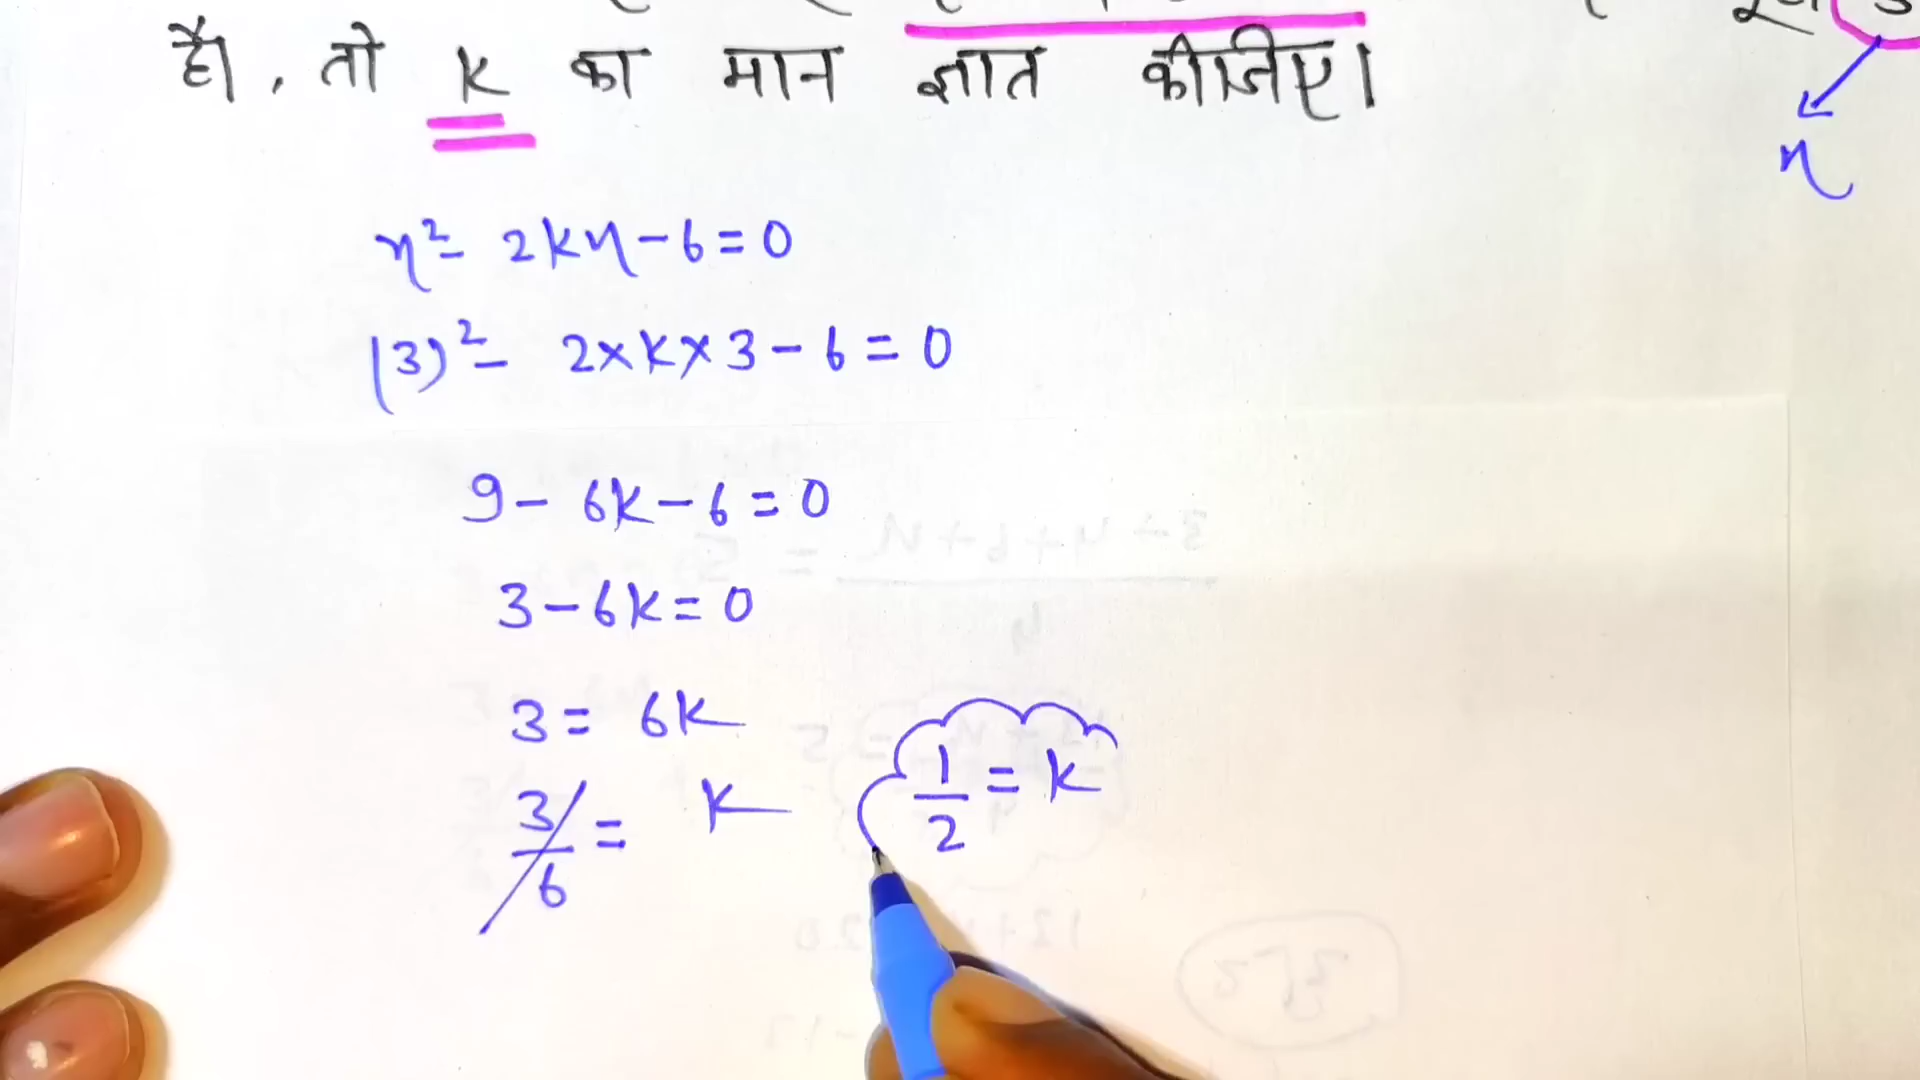 है। , तो k का मान ज्ञात कीजिए।
x
x² - 2kx - 6 = 0
(3)² - 2 × k × 3 - 6 = 0
9 - 6k - 6 = 0
3 - 6k = 0
3 = 6k
3/6 = k
1/2 = k